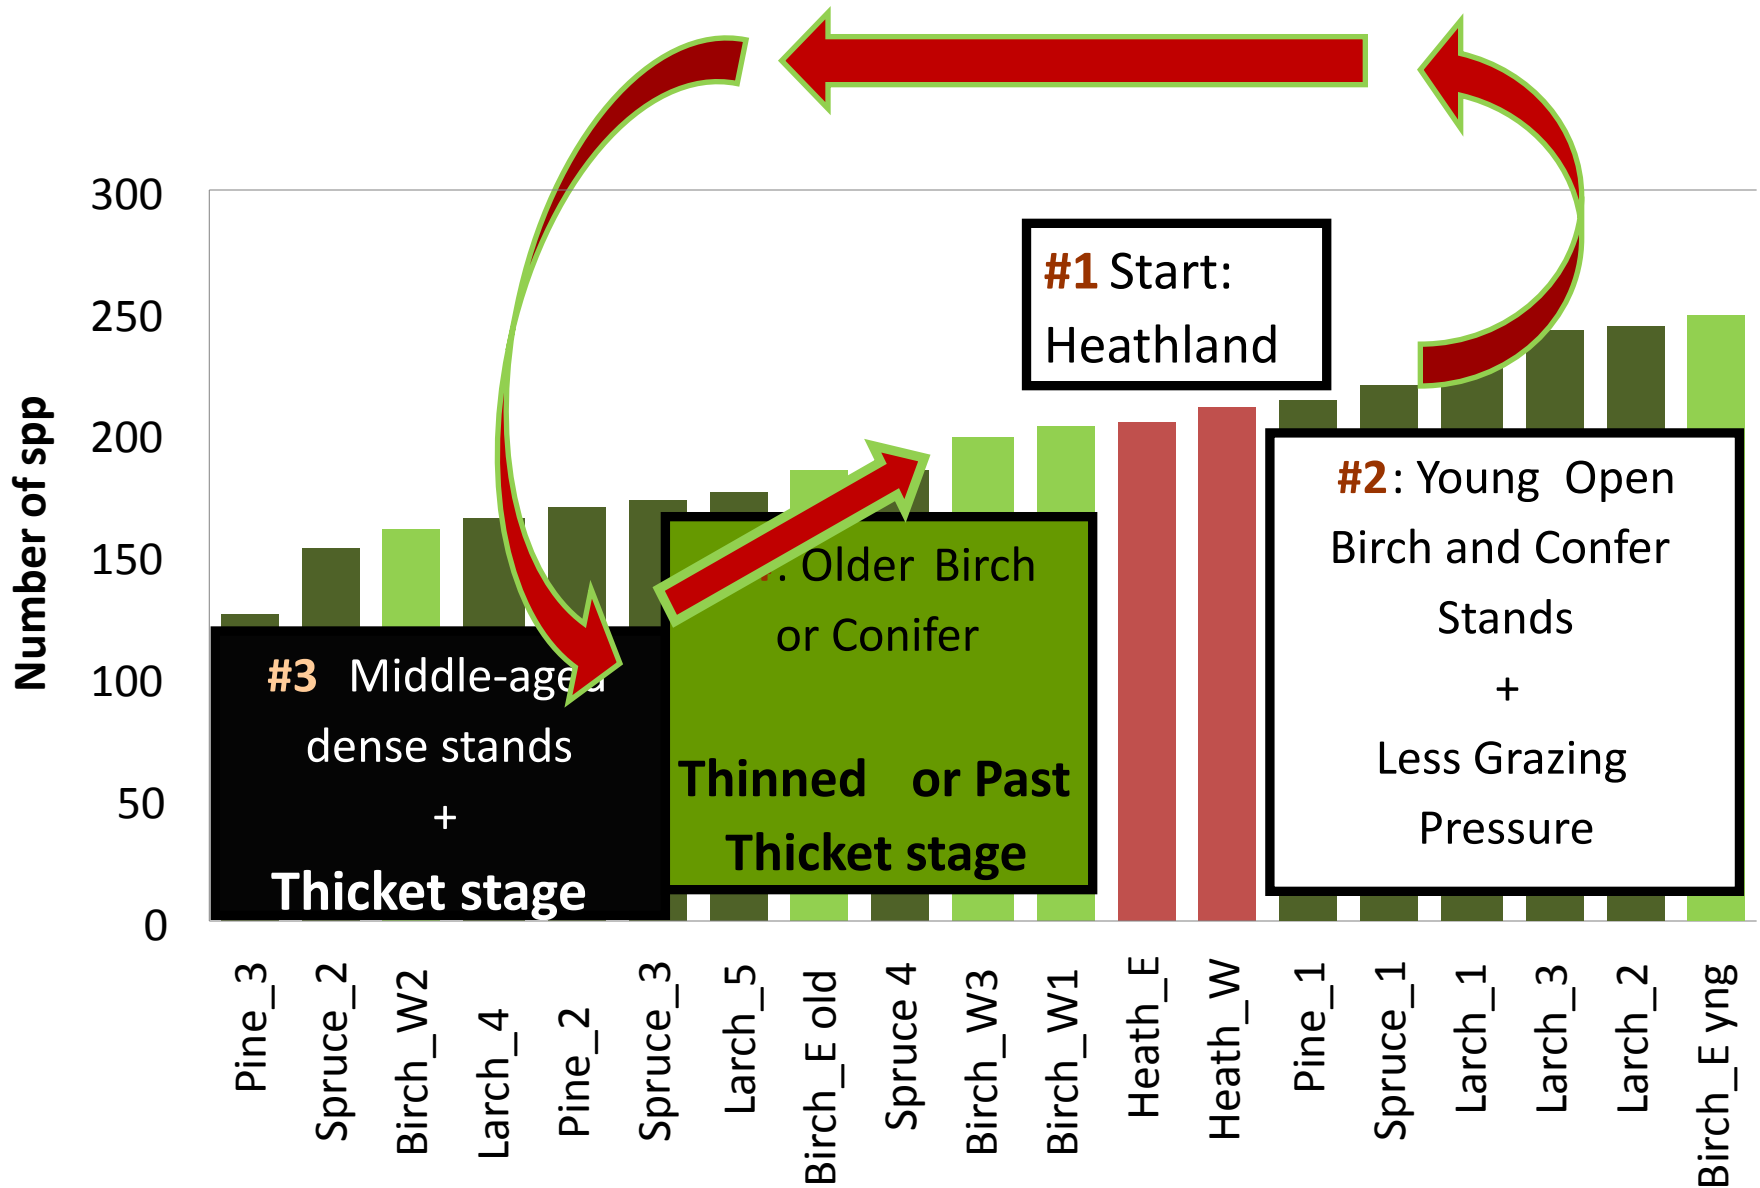 300
250
200
150
100
50
0
Number of spp
#1 Start:
Heathland
#2: Young Open
Birch and Confer
Stands
+
Less Grazing
Pressure
#3 Middle-aged
dense stands
+
Thicket stage
: Older Birch
or Conifer
Thinned or Past
Thicket stage
Pine_3
Spruce_2
Birch_W2
Larch_4
Pine_2
Spruce_3
Larch_5
Birch_E old
Spruce 4
Birch_W3
Birch_W1
Heath_E
Heath_W
Pine_1
Spruce_1
Larch_1
Larch_3
Larch_2
Birch_E yng